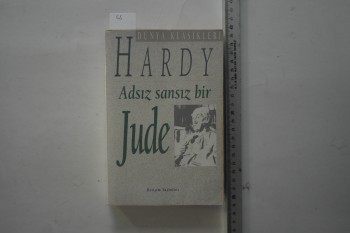 DÜNYA KLASİKLERİ
HARDY
Adsız sansız bir
Jude